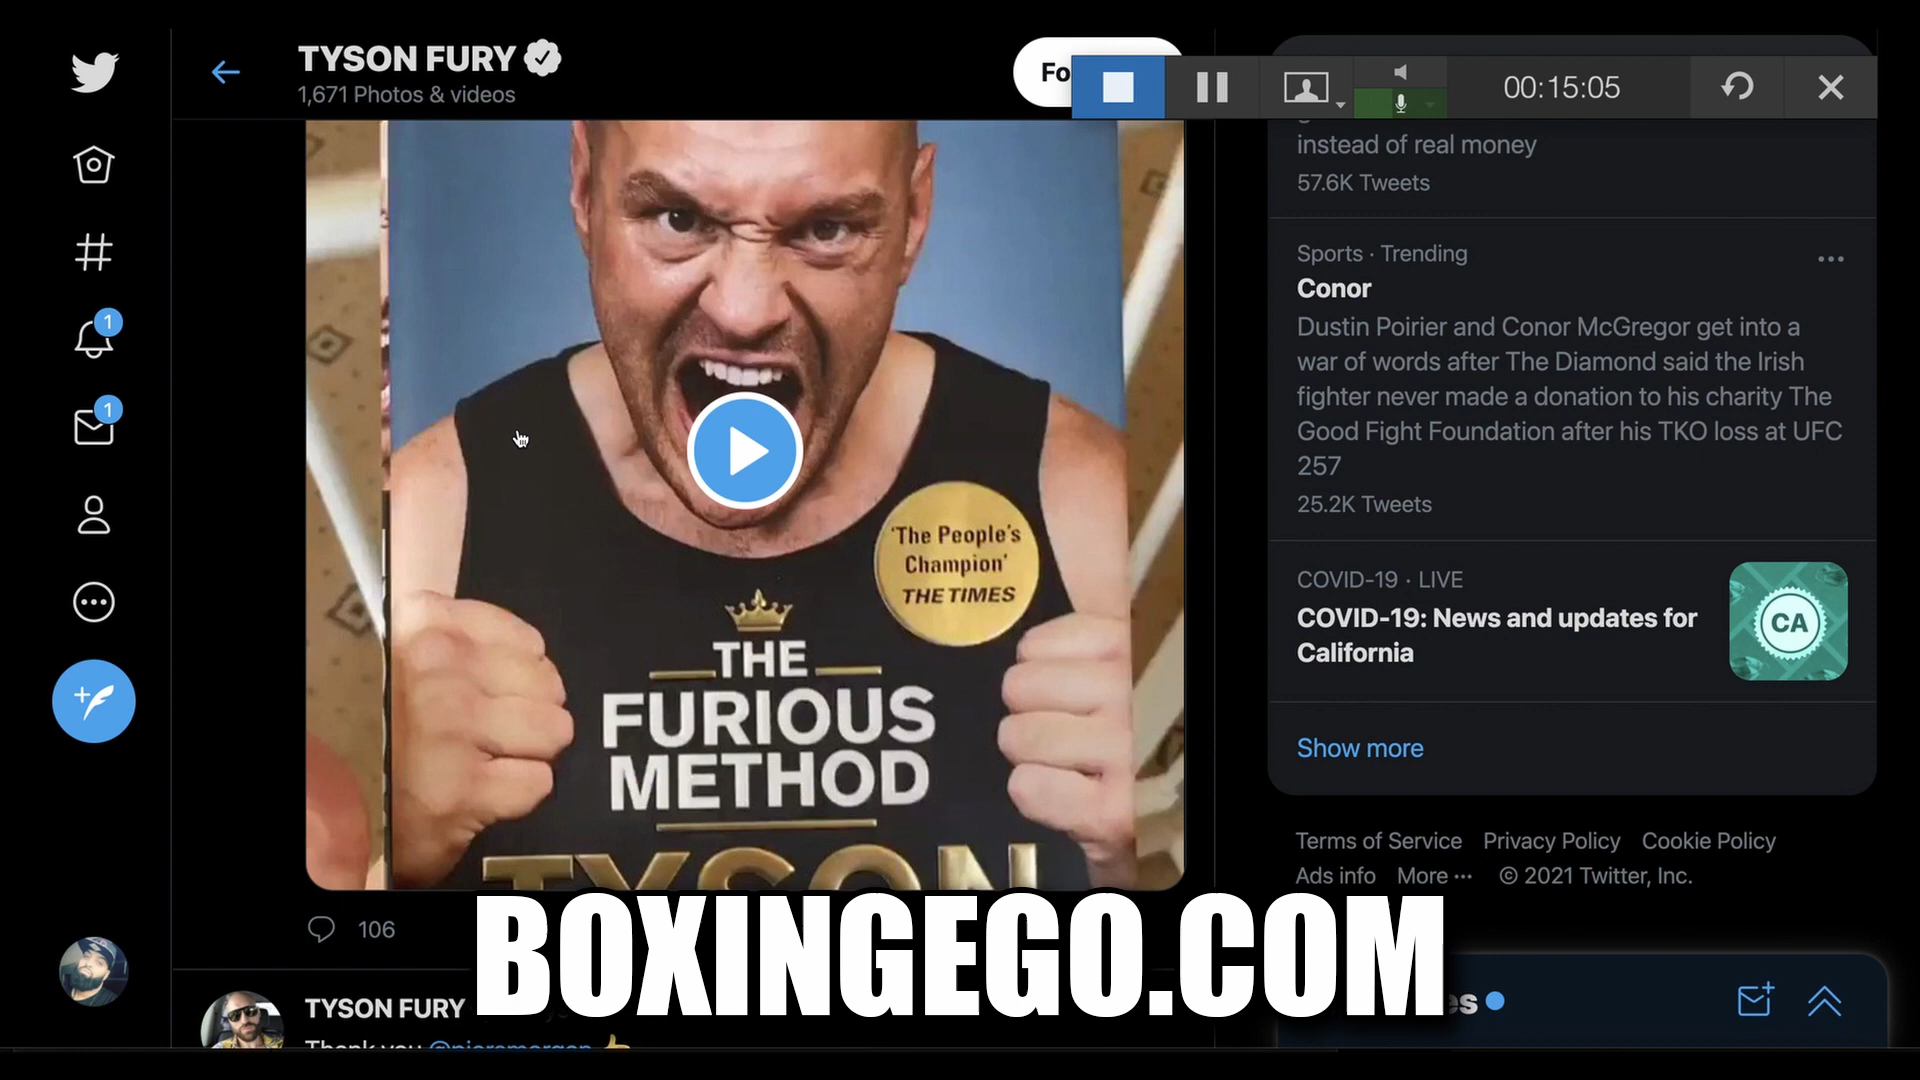 TYSON FURY
1,671 Photos & videos
Fo
00:15:05
instead of real money
57.6K Tweets
Sports · Trending
Conor
Dustin Poirier and Conor McGregor get into a
war of words after The Diamond said the Irish
fighter never made a donation to his charity The
Good Fight Foundation after his TKO loss at UFC
257
25.2K Tweets
COVID-19 · LIVE
COVID-19: News and updates for
California
CA
Show more
Terms of Service Privacy Policy Cookie Policy
Ads info More ··· © 2021 Twitter, Inc.
1
1
'The People's
Champion'
THE TIMES
THE
FURIOUS
METHOD
TYSON
106
BOXINGEGO.COM
TYSON FURY
Thank you @piersmorgan
es